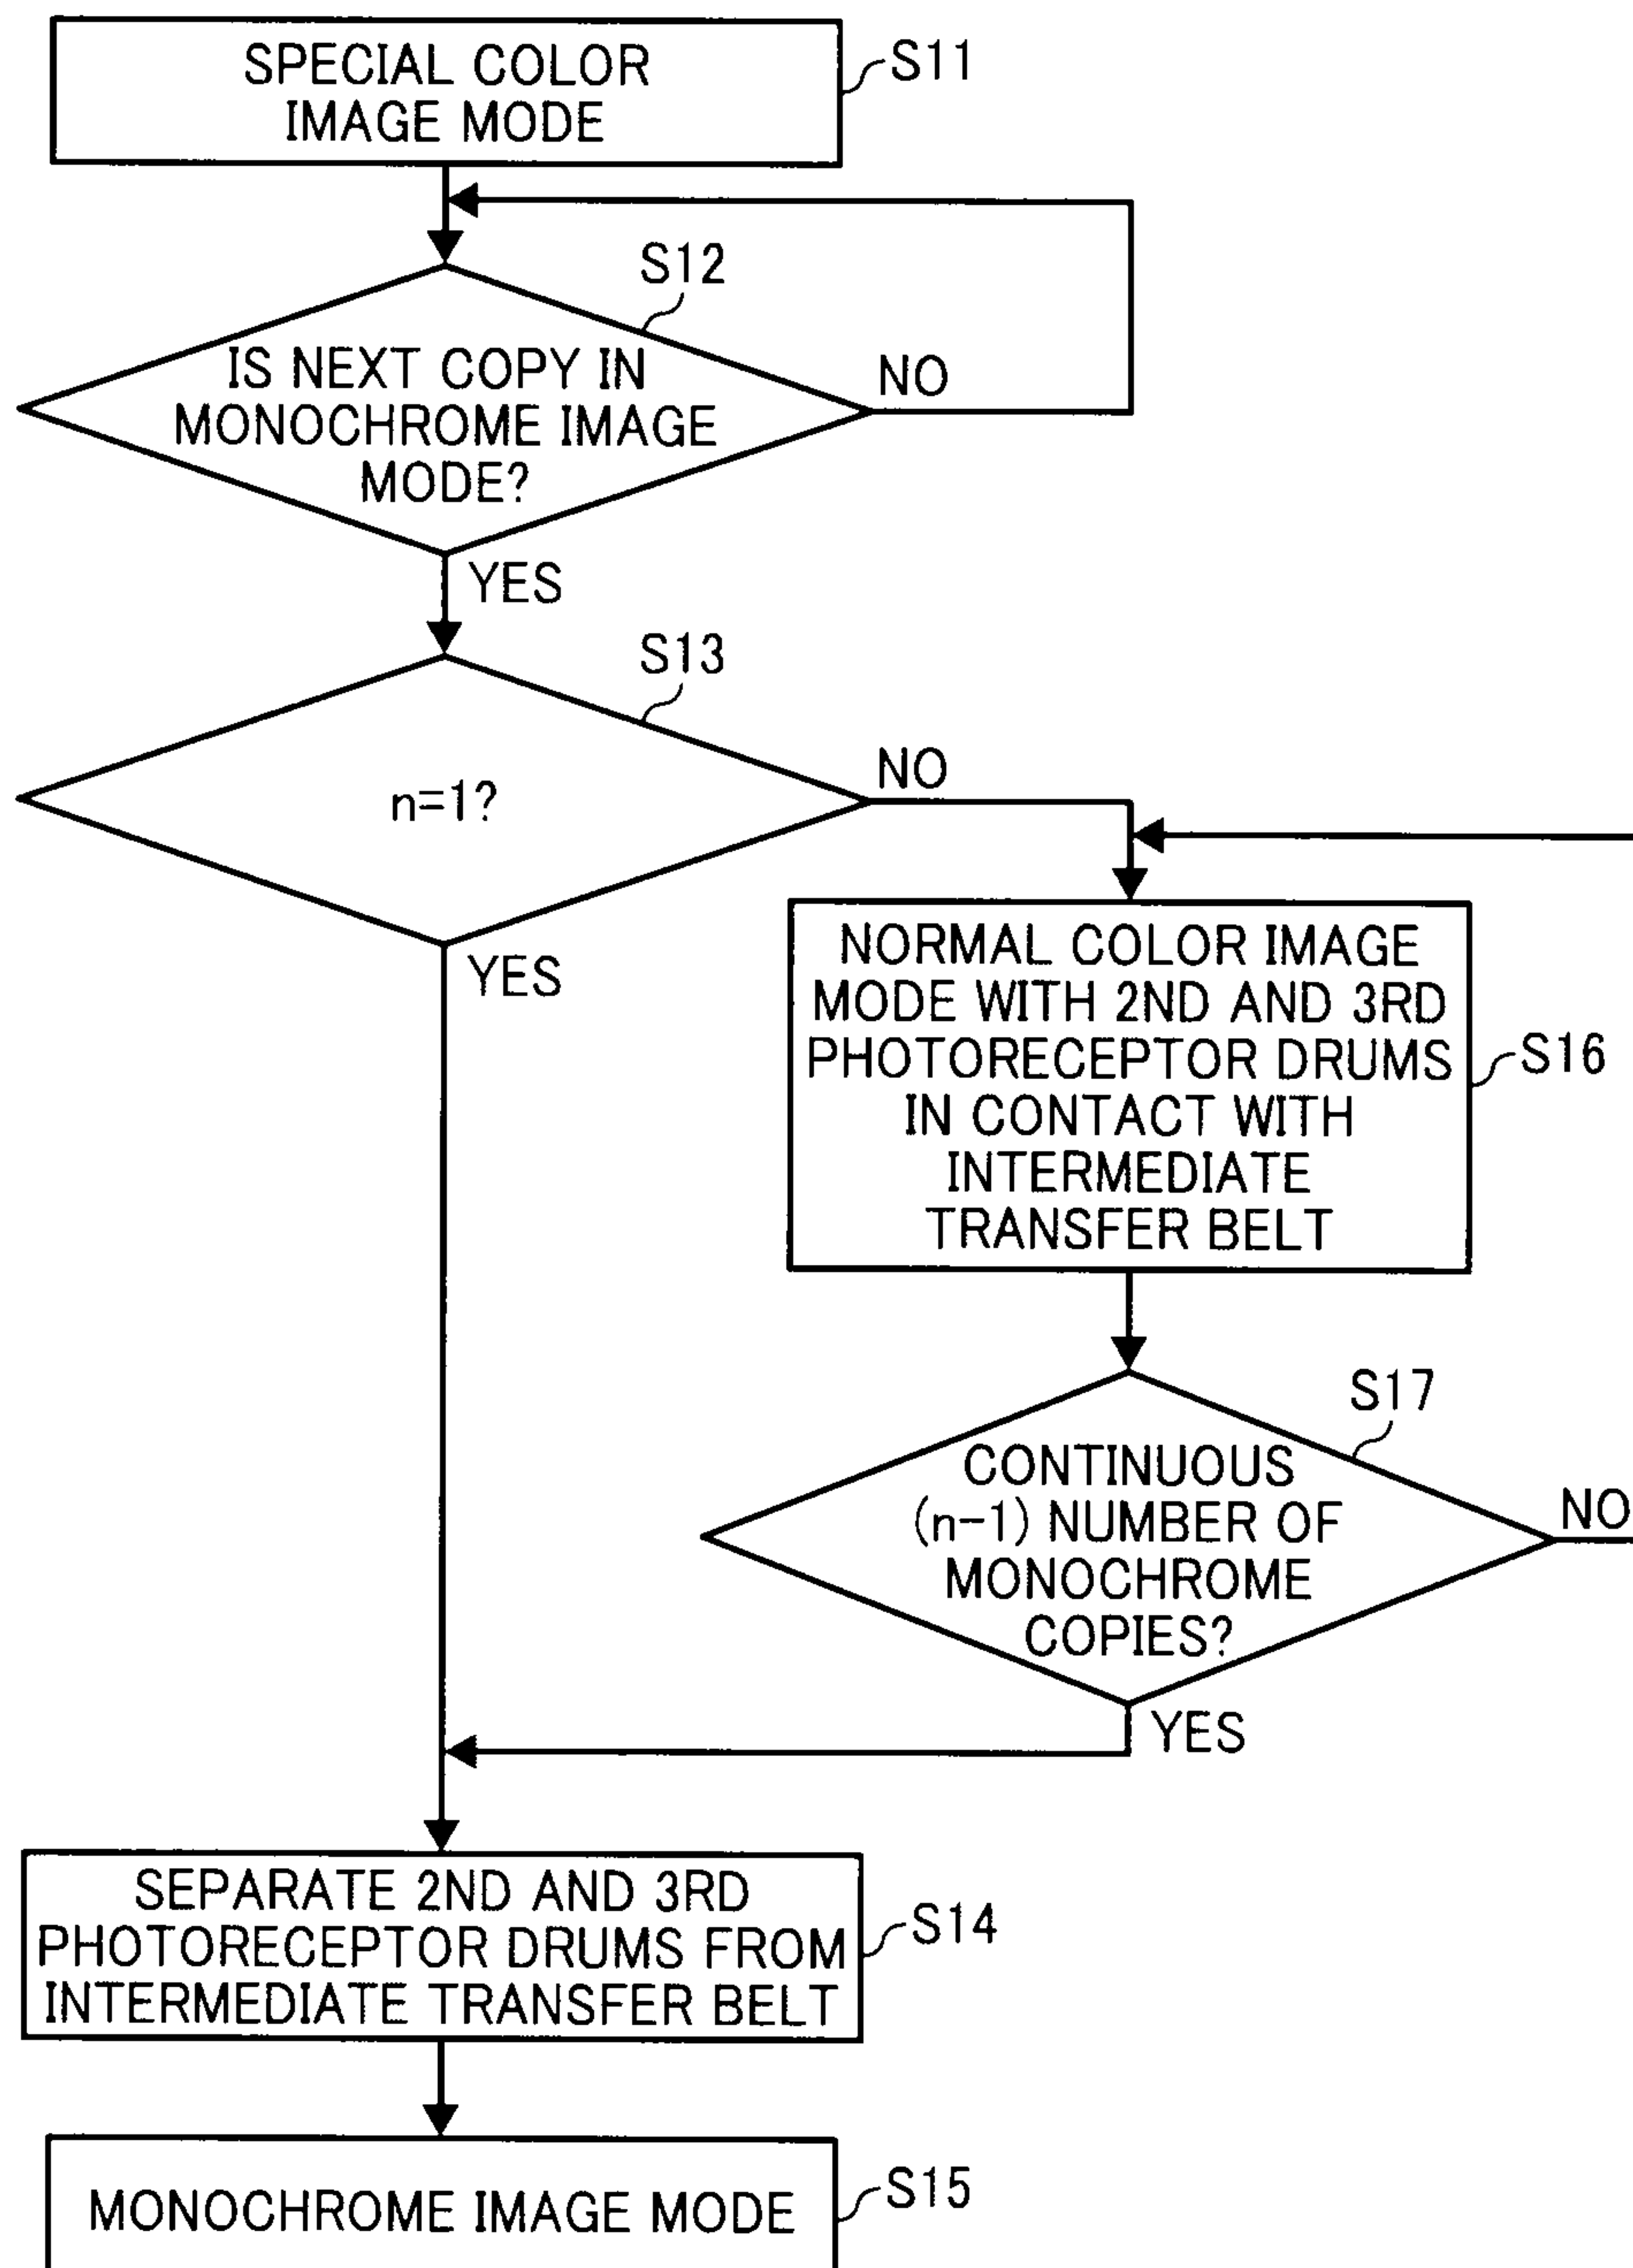 SPECIAL COLOR
IMAGE MODE
S11
S12
IS NEXT COPY IN
MONOCHROME IMAGE
MODE?
NO
YES
S13
n=1?
NO
YES
NORMAL COLOR IMAGE
MODE WITH 2ND AND 3RD
PHOTORECEPTOR DRUMS
IN CONTACT WITH
INTERMEDIATE
TRANSFER BELT
S16
S17
CONTINUOUS
(n-1) NUMBER OF
MONOCHROME
COPIES?
NO
YES
SEPARATE 2ND AND 3RD
PHOTORECEPTOR DRUMS FROM
INTERMEDIATE TRANSFER BELT
S14
MONOCHROME IMAGE MODE
S15